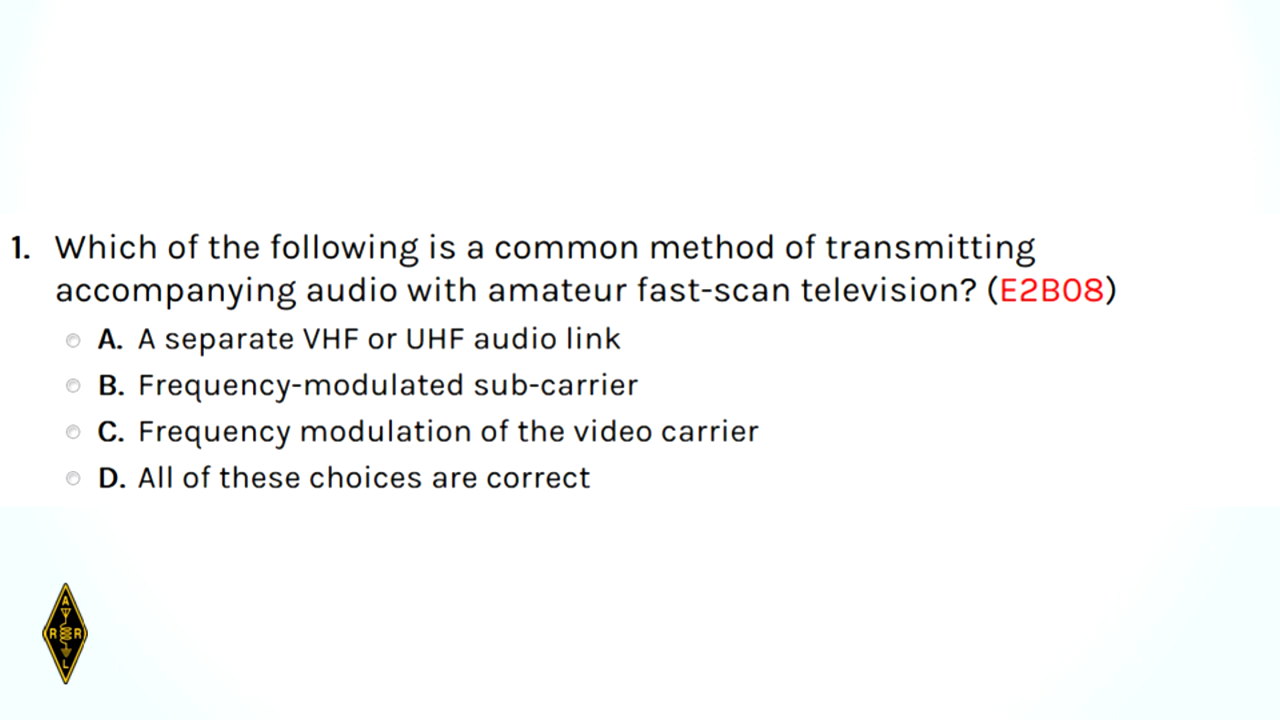 1. Which of the following is a common method of transmitting
accompanying audio with amateur fast-scan television? (E2B08)
A. A separate VHF or UHF audio link
B. Frequency-modulated sub-carrier
C. Frequency modulation of the video carrier
D. All of these choices are correct
A
R R
L